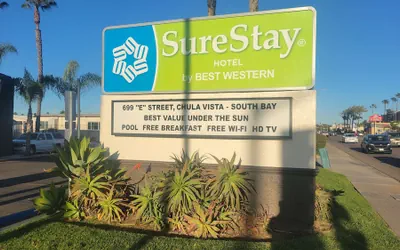 SureStay®
HOTEL
by BEST WESTERN
699 "E" STREET, CHULA VISTA - SOUTH BAY
BEST VALUE UNDER THE SUN
POOL FREE BREAKFAST FREE WI-FI HD TV